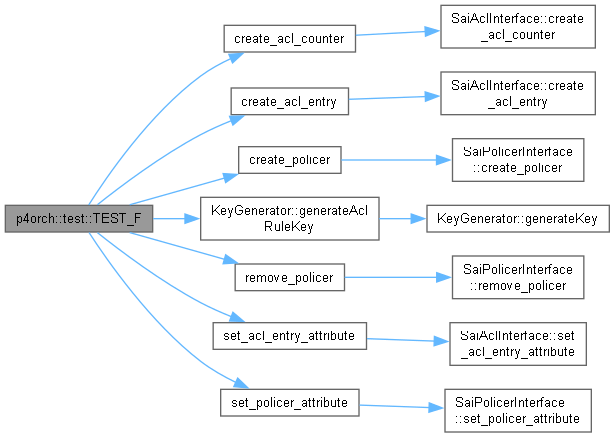 p4orch::test::TEST_F
create_acl_counter
SaiAclInterface::create
_acl_counter
create_acl_entry
SaiAclInterface::create
_acl_entry
create_policer
SaiPolicerInterface
::create_policer
KeyGenerator::generateAcl
RuleKey
KeyGenerator::generateKey
remove_policer
SaiPolicerInterface
::remove_policer
set_acl_entry_attribute
SaiAclInterface::set
_acl_entry_attribute
set_policer_attribute
SaiPolicerInterface
::set_policer_attribute